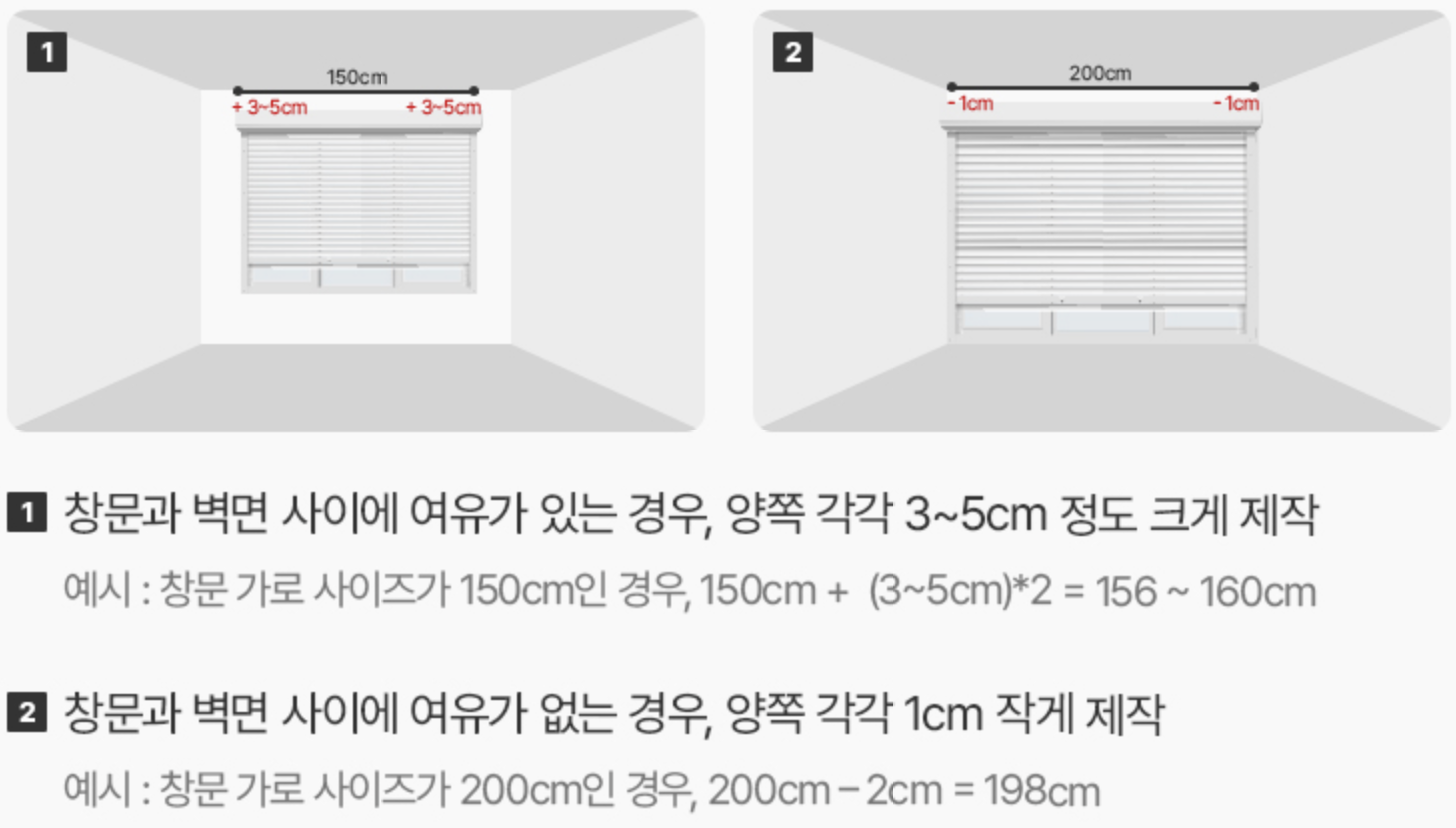 1
150cm
+ 3~5cm + 3~5cm
2
200cm
- 1cm - 1cm
1 창문과 벽면 사이에 여유가 있는 경우, 양쪽 각각 3~5cm 정도 크게 제작
예시 : 창문 가로 사이즈가 150cm인 경우, 150cm + (3~5cm)*2 = 156 ~ 160cm
2 창문과 벽면 사이에 여유가 없는 경우, 양쪽 각각 1cm 작게 제작
예시 : 창문 가로 사이즈가 200cm인 경우, 200cm – 2cm = 198cm